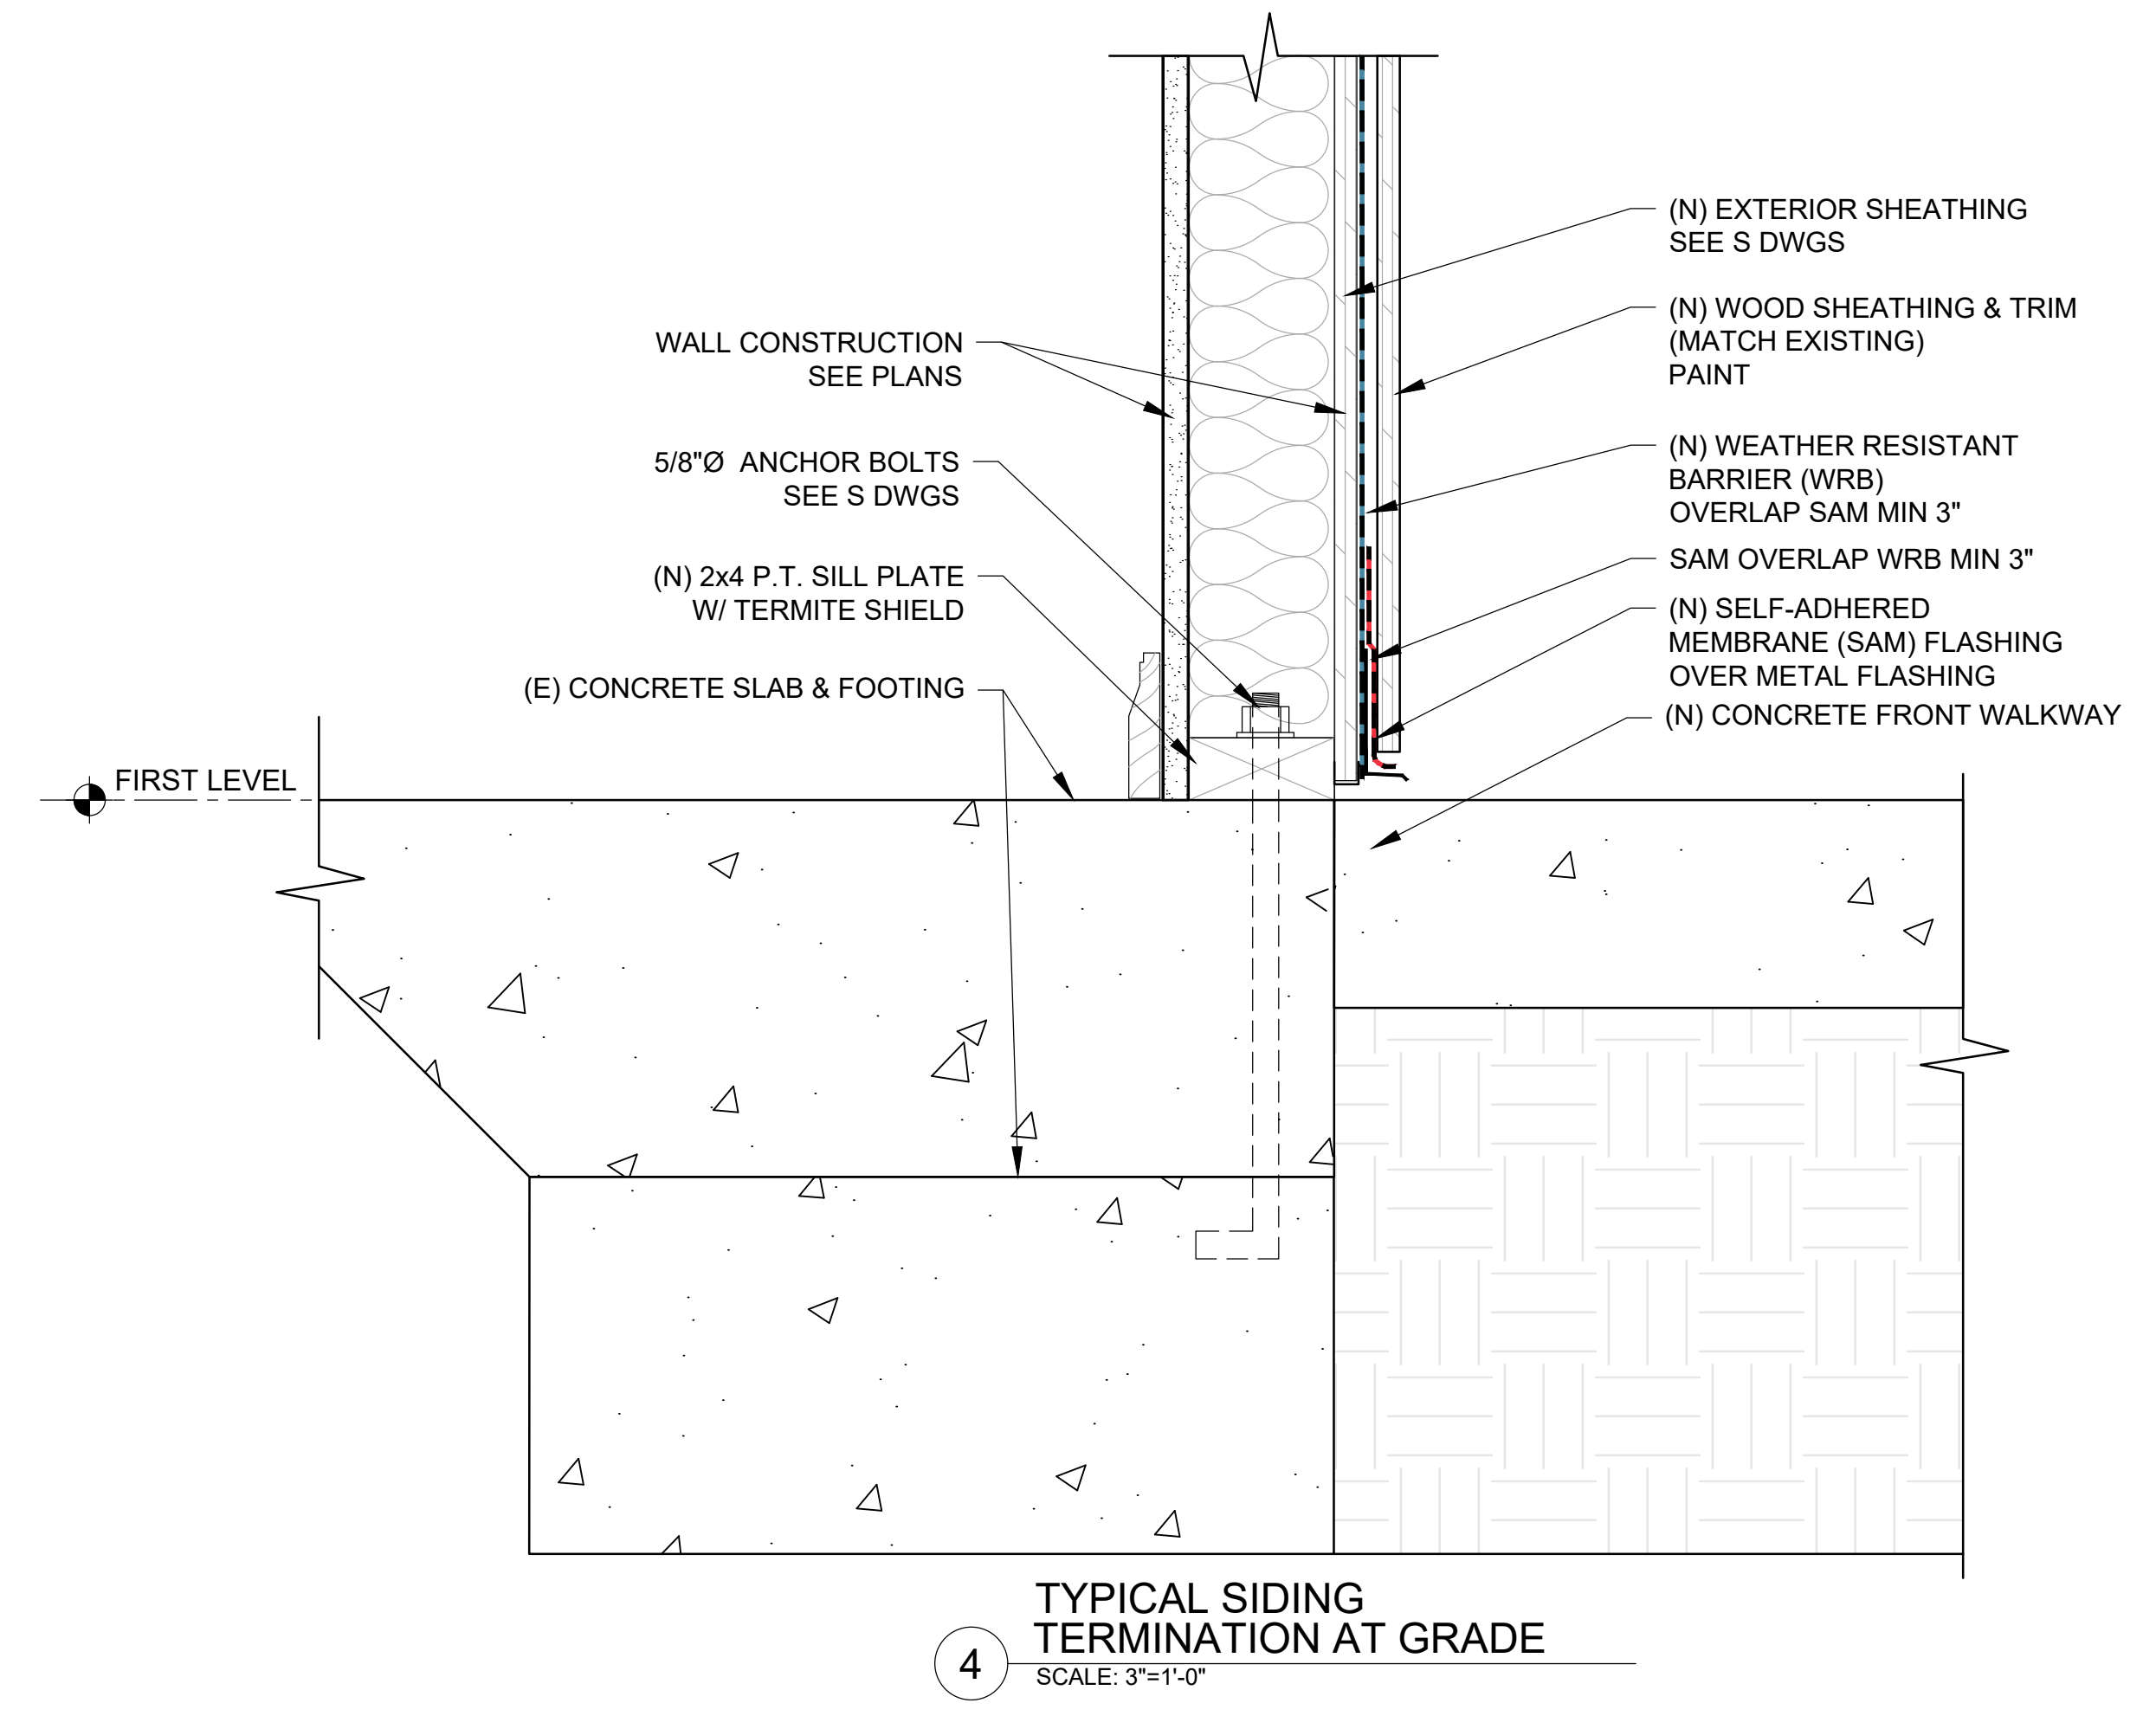 (N) EXTERIOR SHEATHING
SEE S DWGS
(N) WOOD SHEATHING & TRIM
(MATCH EXISTING)
PAINT
WALL CONSTRUCTION
SEE PLANS
(N) WEATHER RESISTANT
BARRIER (WRB)
OVERLAP SAM MIN 3"
5/8"Ø ANCHOR BOLTS
SEE S DWGS
SAM OVERLAP WRB MIN 3"
(N) 2x4 P.T. SILL PLATE
W/ TERMITE SHIELD
(N) SELF-ADHERED
MEMBRANE (SAM) FLASHING
OVER METAL FLASHING
(E) CONCRETE SLAB & FOOTING
(N) CONCRETE FRONT WALKWAY
FIRST LEVEL
TYPICAL SIDING
TERMINATION AT GRADE
4
SCALE: 3"=1'-0"